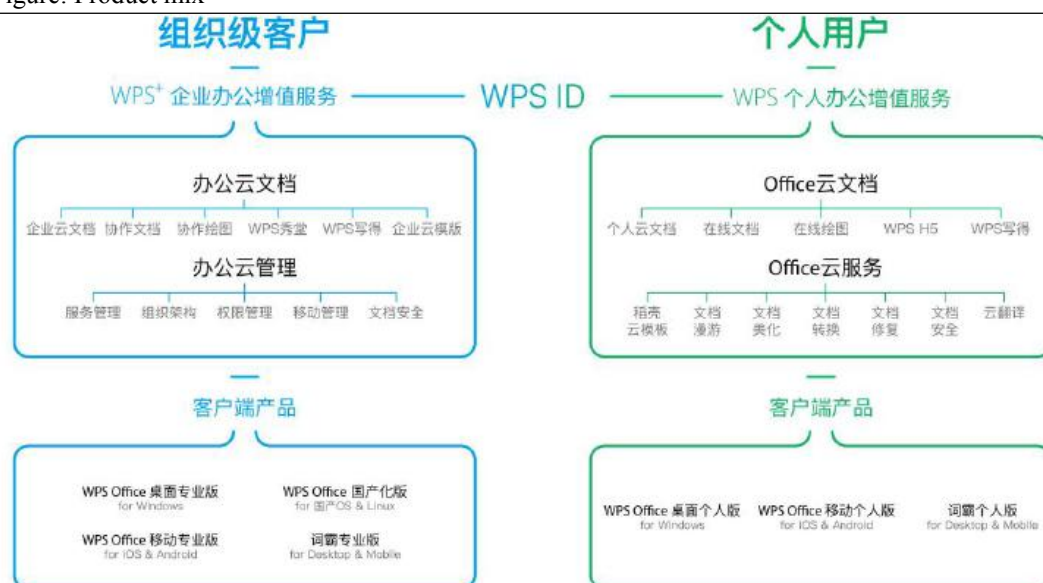 Figure: Product mix
组织级客户
WPS+ 企业办公增值服务
WPS ID
办公云文档
企业云文档 协作文档 协作绘图 WPS秀堂 WPS写得 企业云模版
办公云管理
服务管理 组织架构 权限管理 移动管理 文档安全
客户端产品
WPS Office 桌面专业版
for Windows
WPS Office 国产化版
for 国产OS & Linux
WPS Office 移动专业版
for iOS & Android
词霸专业版
for Desktop & Mobile
个人用户
WPS 个人办公增值服务
Office云文档
个人云文档 在线文档 在线绘图 WPS H5 WPS写得
Office云服务
稻壳云模板 文档漫游 文档美化 文档转换 文档修复 文档安全 云翻译
客户端产品
WPS Office 桌面个人版
for Windows
WPS Office 移动个人版
for iOS & Android
词霸个人版
for Desktop & Mobile